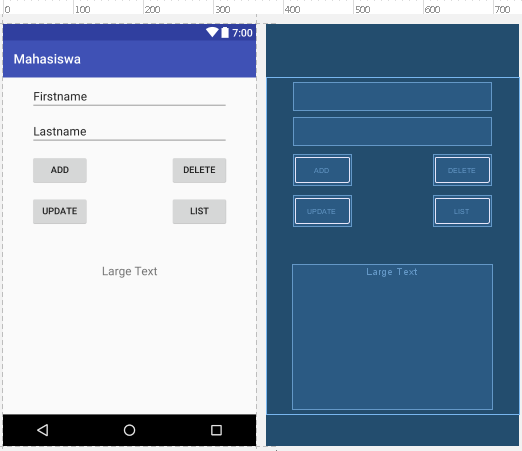 0 100 200 300 400 500 600 700
7:00
Mahasiswa
Firstname
Lastname
ADD DELETE
UPDATE LIST
Large Text
ADD DELETE
UPDATE LIST
Large Text